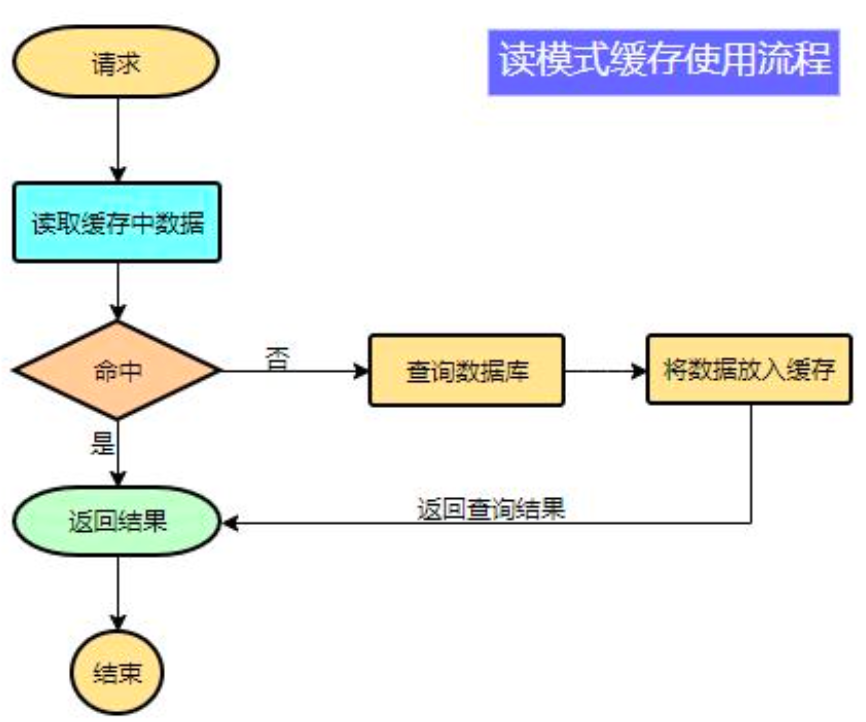 请求
读模式缓存使用流程
读取缓存中数据
命中
否
查询数据库
将数据放入缓存
是
返回结果
返回查询结果
结束